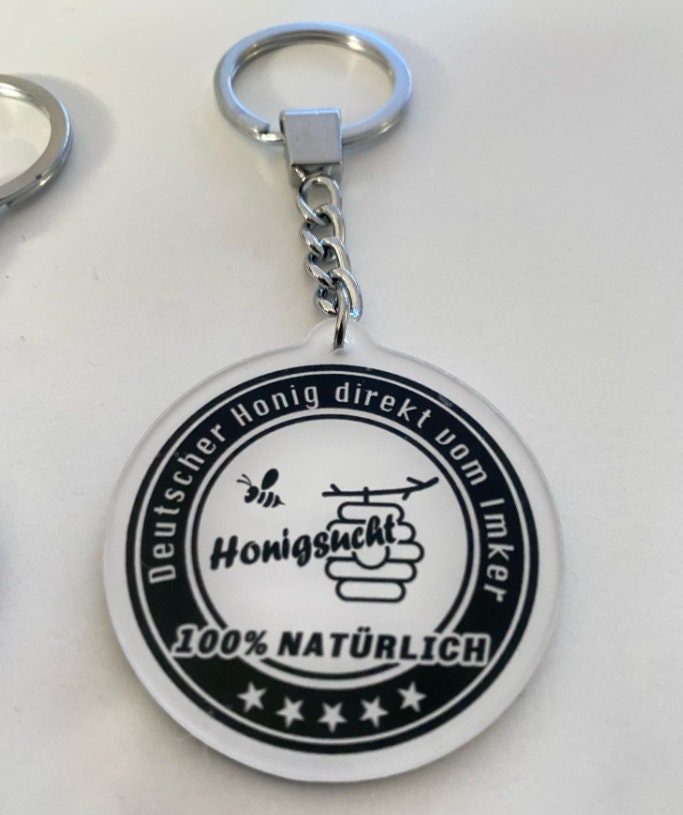 Deutscher Honig direkt vom Imker
Honigsucht
100% NATÜRLICH